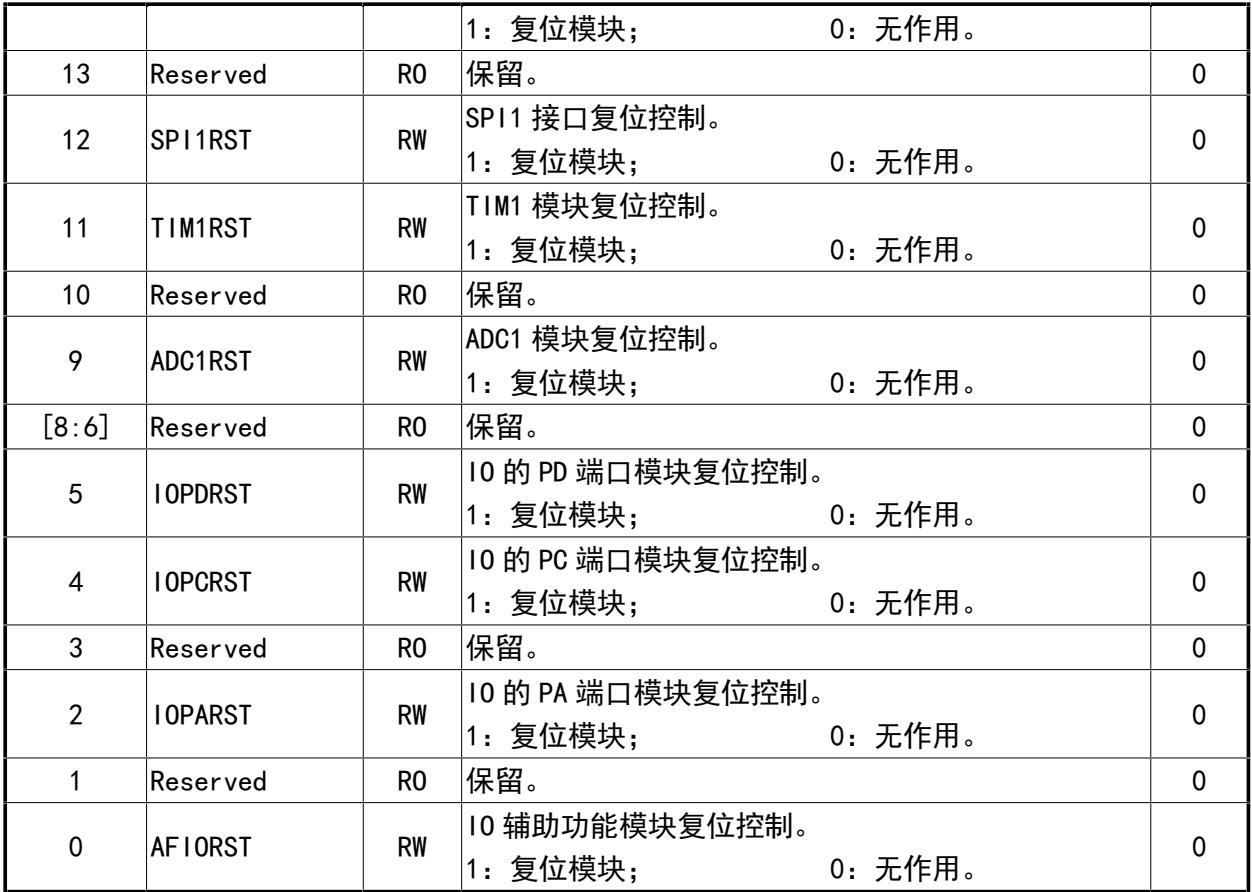 1：复位模块； 0：无作用。
13 Reserved RO 保留。 0
SPI1 接口复位控制。
12 SPI1RST RW 0
1：复位模块； 0：无作用。
TIM1 模块复位控制。
11 TIM1RST RW 0
1：复位模块； 0：无作用。
10 Reserved RO 保留。 0
ADC1 模块复位控制。
9 ADC1RST RW 0
1：复位模块； 0：无作用。
[8:6] Reserved RO 保留。 0
IO 的 PD 端口模块复位控制。
5 IOPDRST RW 0
1：复位模块； 0：无作用。
IO 的 PC 端口模块复位控制。
4 IOPCRST RW 0
1：复位模块； 0：无作用。
3 Reserved RO 保留。 0
IO 的 PA 端口模块复位控制。
2 IOPARST RW 0
1：复位模块； 0：无作用。
1 Reserved RO 保留。 0
IO 辅助功能模块复位控制。
0 AFIORST RW 0
1：复位模块； 0：无作用。